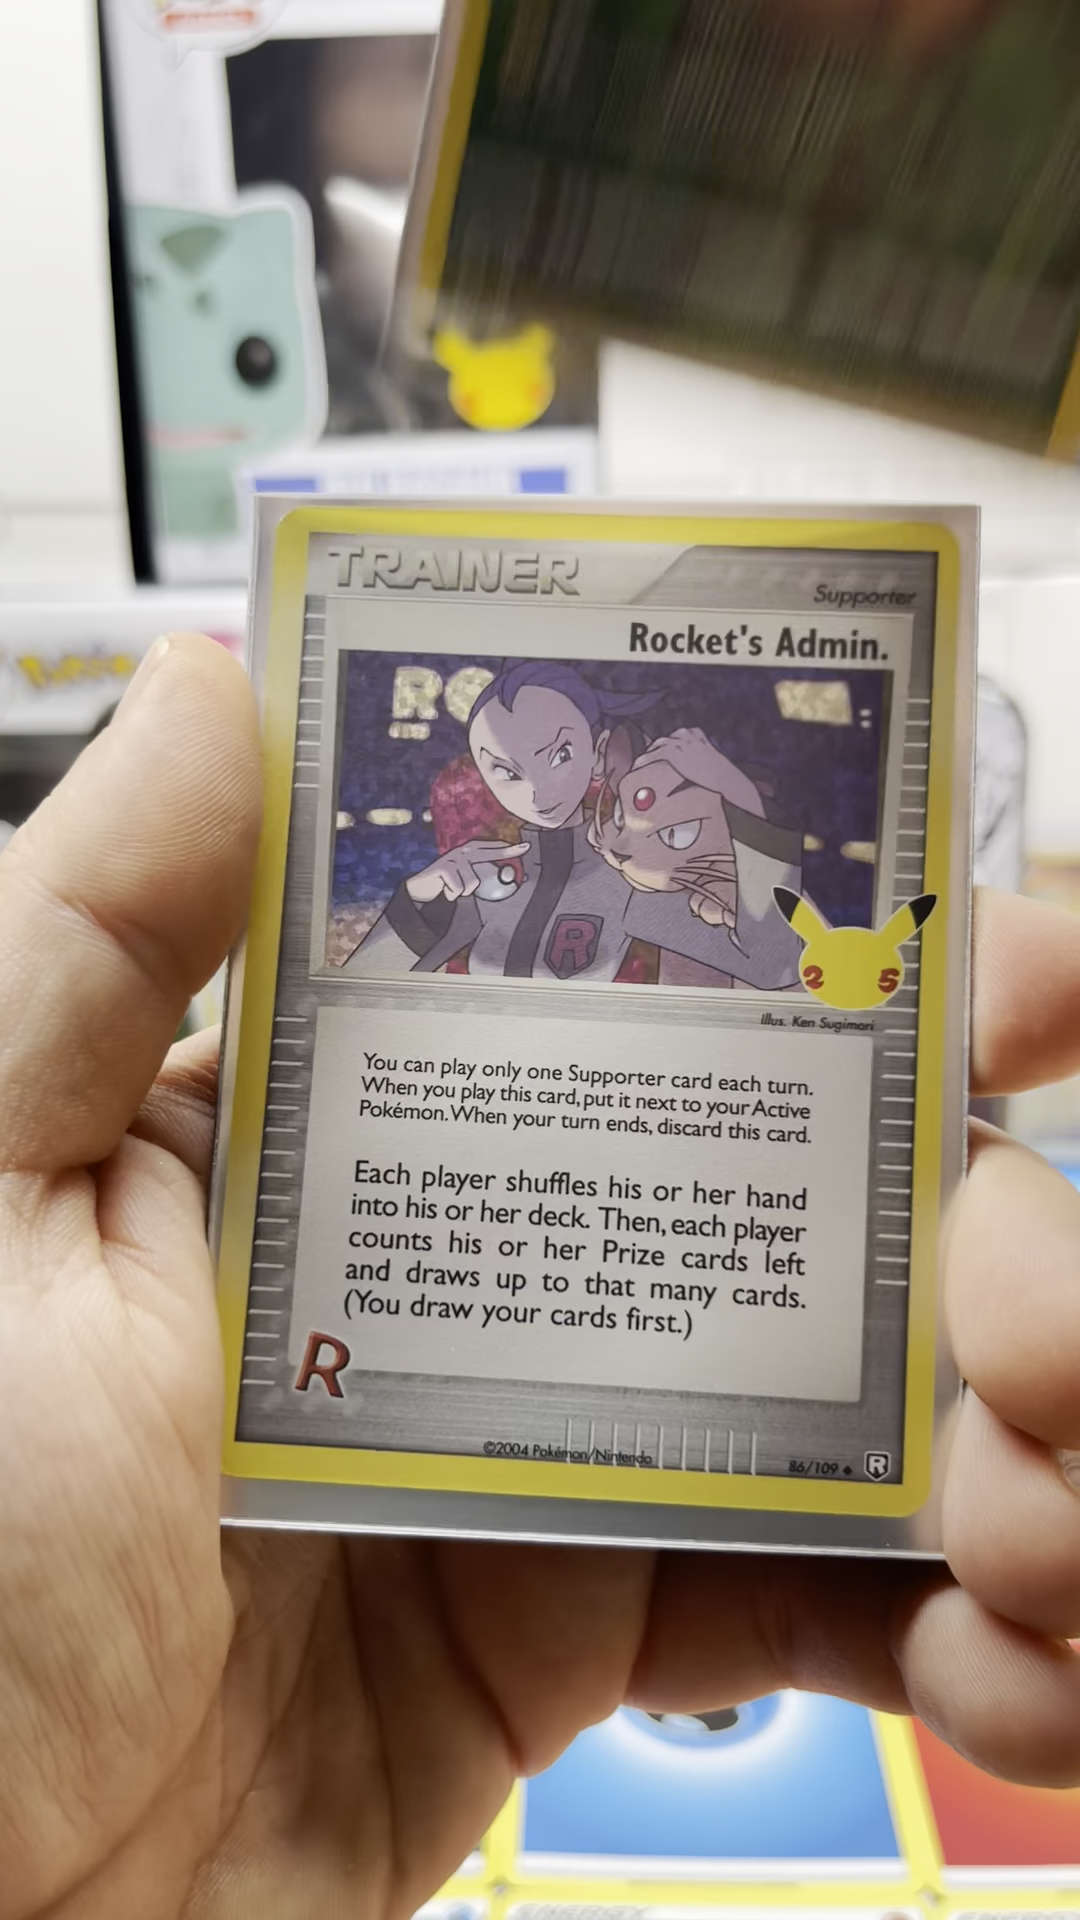 TRAINER
Supporter
Rocket's Admin.
R
25
Illus. Ken Sugimori
You can play only one Supporter card each turn.
When you play this card, put it next to your Active
Pokémon. When your turn ends, discard this card.
Each player shuffles his or her hand
into his or her deck. Then, each player
counts his or her Prize cards left
and draws up to that many cards.
(You draw your cards first.)
R
©2004 Pokémon/Nintendo
86/109
R
ENERGY